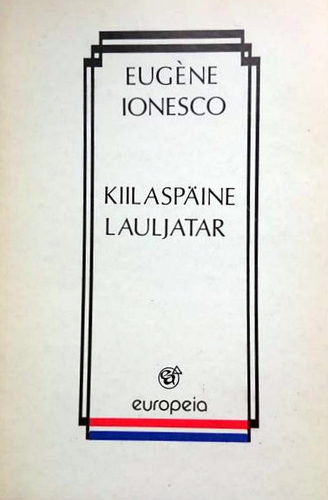 EUGÈNE
IONESCO
KIILASPÄINE
LAULJATAR
europeia